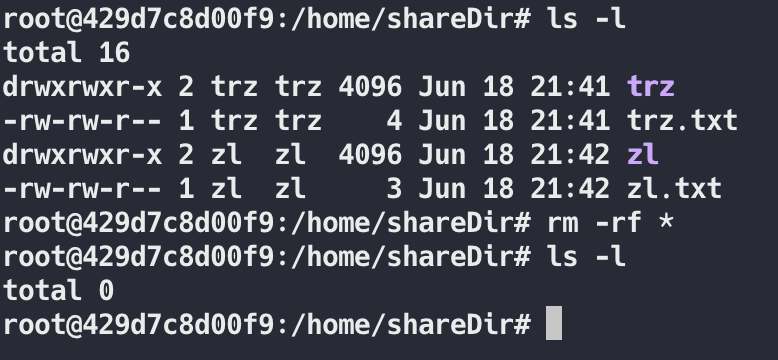 root@429d7c8d00f9:/home/shareDir# ls -l
total 16
drwxrwxr-x 2 trz trz 4096 Jun 18 21:41 trz
-rw-rw-r-- 1 trz trz    4 Jun 18 21:41 trz.txt
drwxrwxr-x 2 zl  zl  4096 Jun 18 21:42 zl
-rw-rw-r-- 1 zl  zl     3 Jun 18 21:42 zl.txt
root@429d7c8d00f9:/home/shareDir# rm -rf *
root@429d7c8d00f9:/home/shareDir# ls -l
total 0
root@429d7c8d00f9:/home/shareDir#